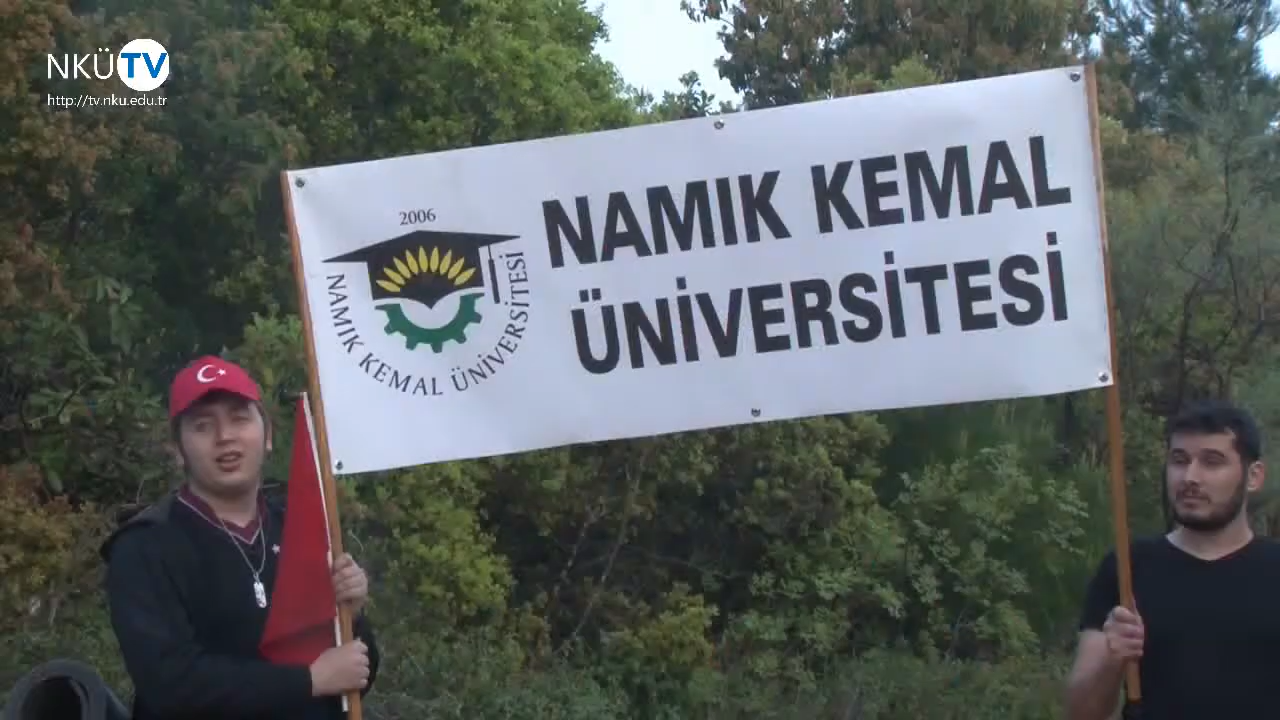 NKÜTV
http://tv.nku.edu.tr
2006
NAMIK KEMAL ÜNİVERSİTESİ
NAMIK KEMAL
ÜNİVERSİTESİ